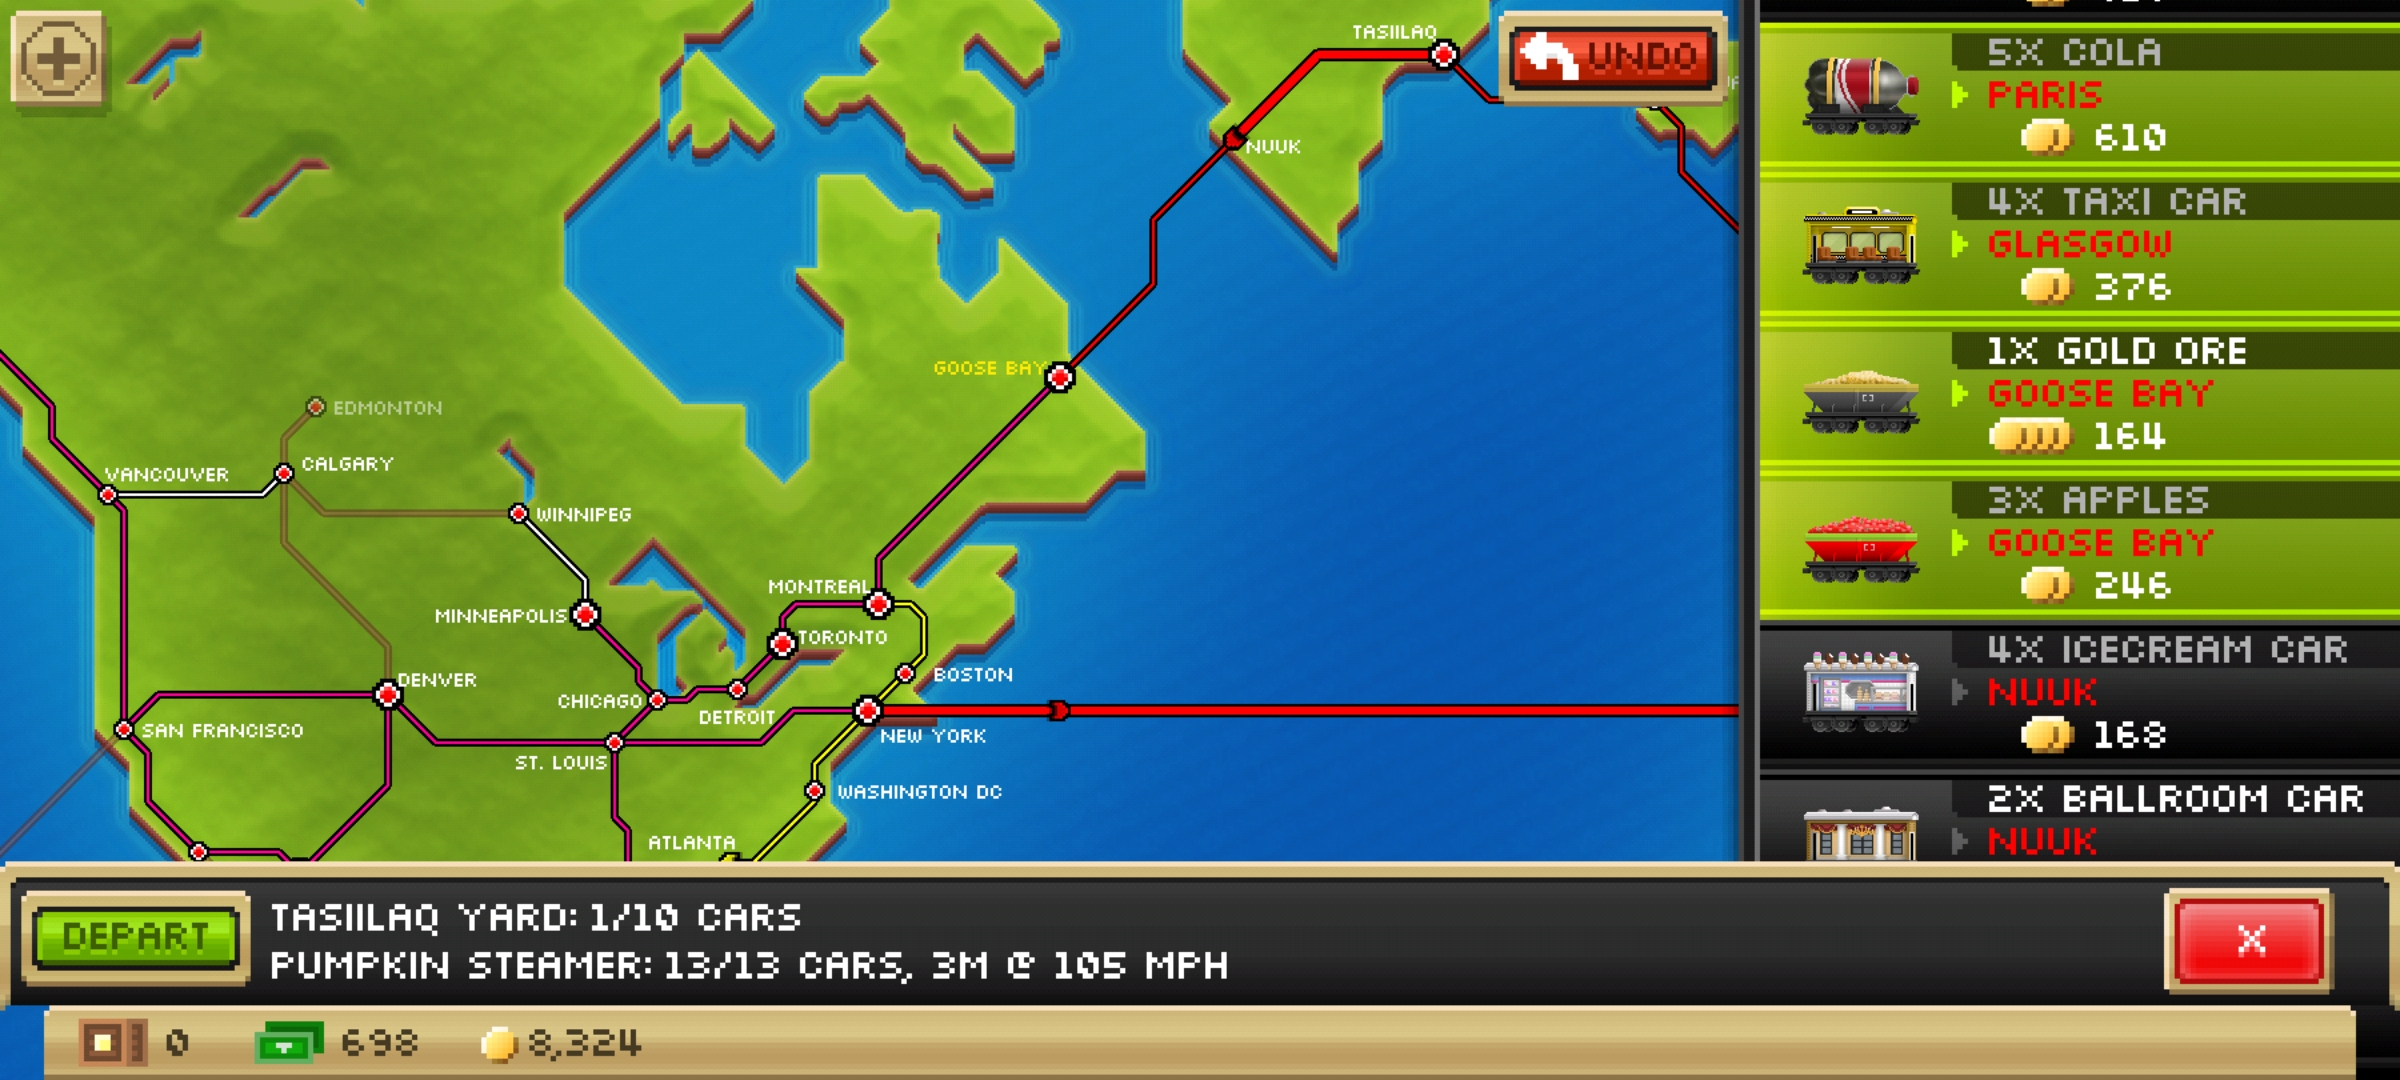 TASIILAQ
UNDO
NUUK
GOOSE BAY
EDMONTON
VANCOUVER
CALGARY
WINNIPEG
MINNEAPOLIS
MONTREAL
TORONTO
BOSTON
DENVER
CHICAGO
DETROIT
NEW YORK
SAN FRANCISCO
ST. LOUIS
WASHINGTON DC
ATLANTA
5X COLA
PARIS
610
4X TAXI CAR
GLASGOW
376
1X GOLD ORE
GOOSE BAY
164
3X APPLES
GOOSE BAY
246
4X ICECREAM CAR
NUUK
168
2X BALLROOM CAR
NUUK
DEPART
TASIILAQ YARD: 1/10 CARS
PUMPKIN STEAMER: 13/13 CARS, 3M @ 105 MPH
X
0
698
8,324